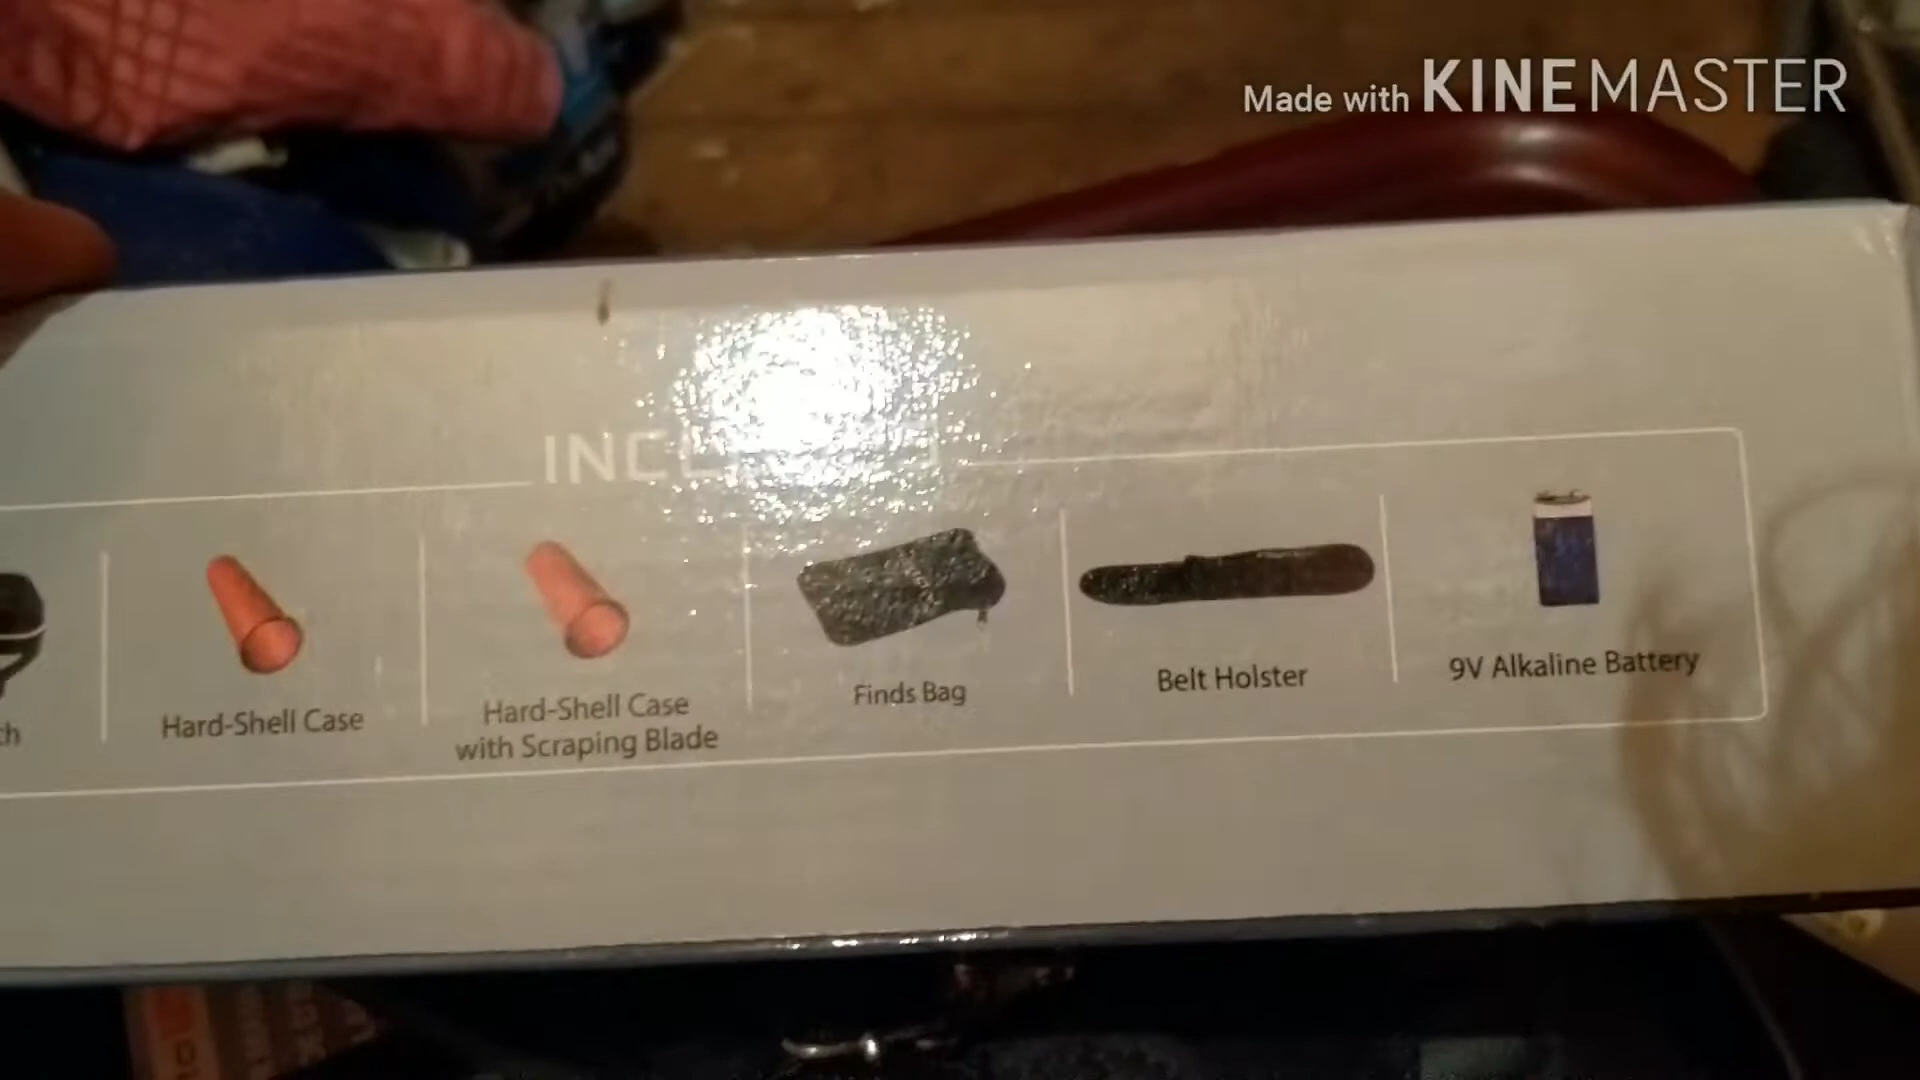 Made with KINEMASTER
Hard-Shell Case
Hard-Shell Case
with Scraping Blade
Finds Bag
Belt Holster
9V Alkaline Battery